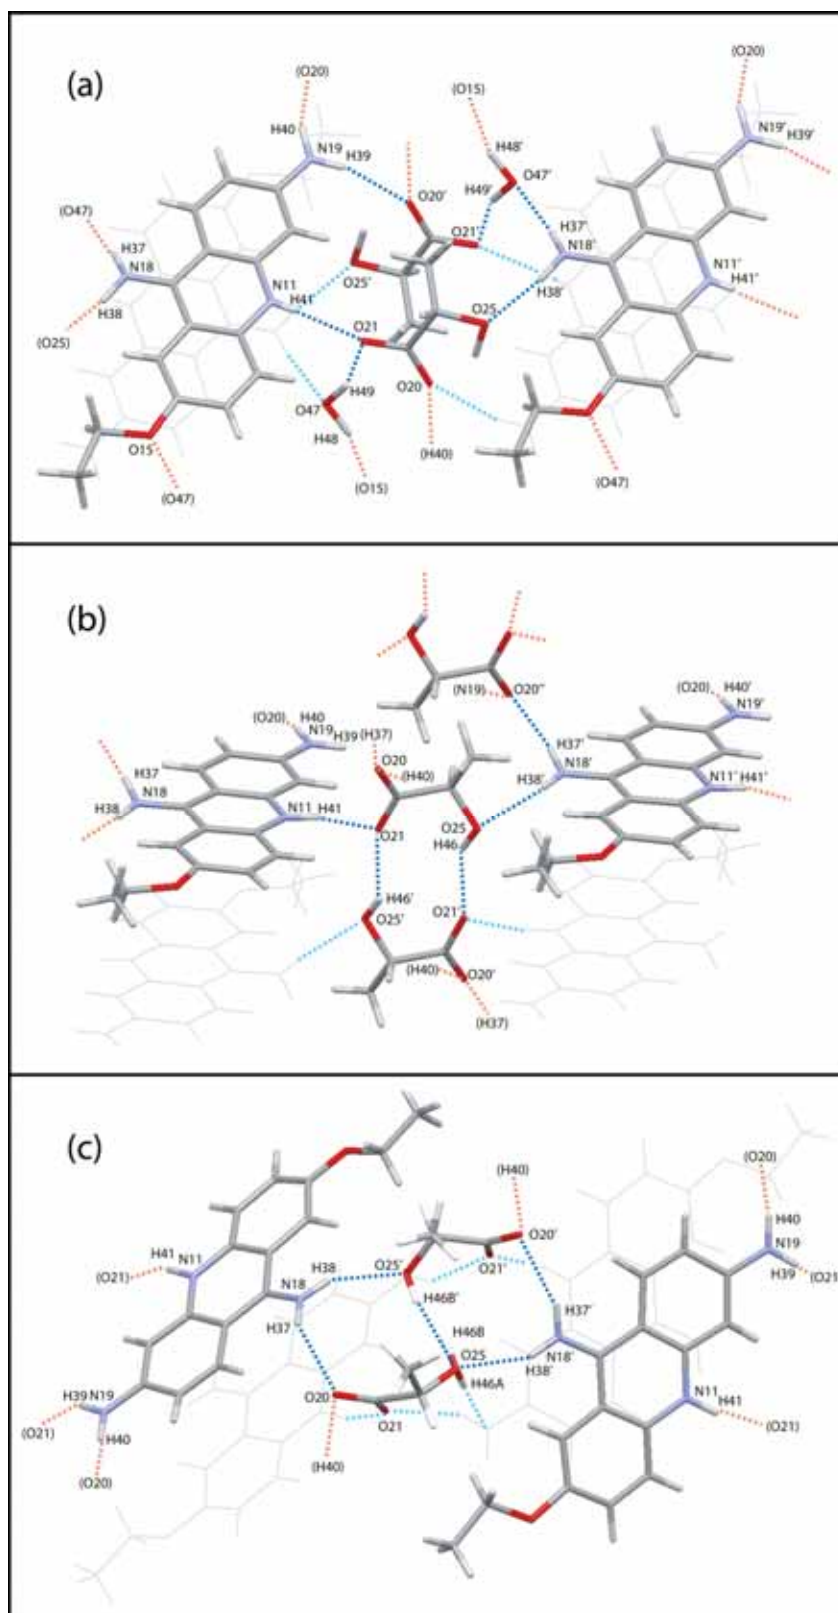 (a)
(O20)
H40
N19
H39
(O47)
H37
N18
H38
(O25)
N11
H41
O15
(O47)
(O15)
H48'
O47'
H49'
O20'
O21'
O25'
O25
O21
O20
H49
O47
H48
(O15)
(H40)
(O20)
N19'
H39'
H37'
N18'
H38'
N11'
H41'
(O47)
(b)
(O20)
H40
N19
H39
H37
N18
H38
N11
H41
(H37)
O20
(H40)
O21
(N19)
O20"
O25
H46
H46'
O25'
O21'
(H40)
O20'
(H37)
H37'
N18'
H38'
(O20)
H40'
N19'
N11'
H41'
(c)
H41
N11
(O21)
H38
N18
H37
H39
N19
(O21)
H40
(O20)
(H40)
O20'
O25'
O21'
H46B'
H46B
O25
H46A
O20
O21
(H40)
H37'
N18'
H38'
(O20)
H40
N19
H39
(O21
N11
H41
(O21)